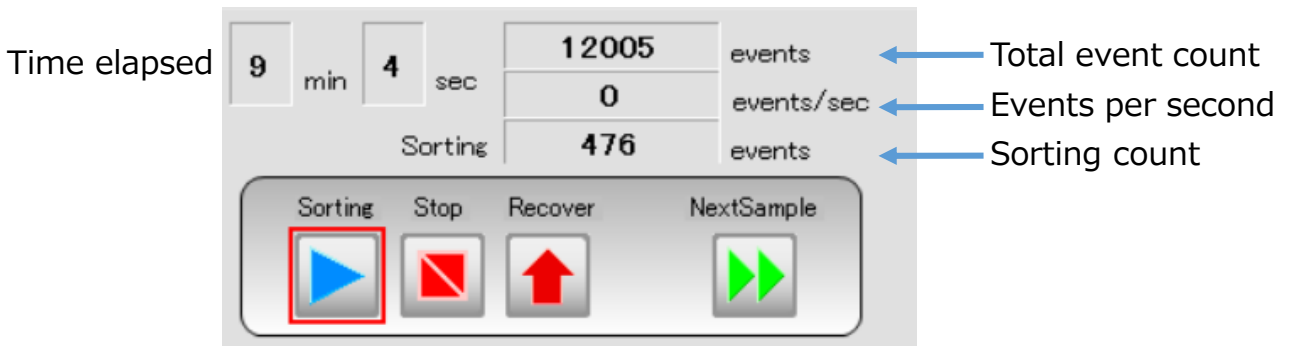 Time elapsed 9 min 4 sec 12005 events Total event count
0 events/sec Events per second
Sorting 476 events Sorting count
Sorting Stop Recover NextSample